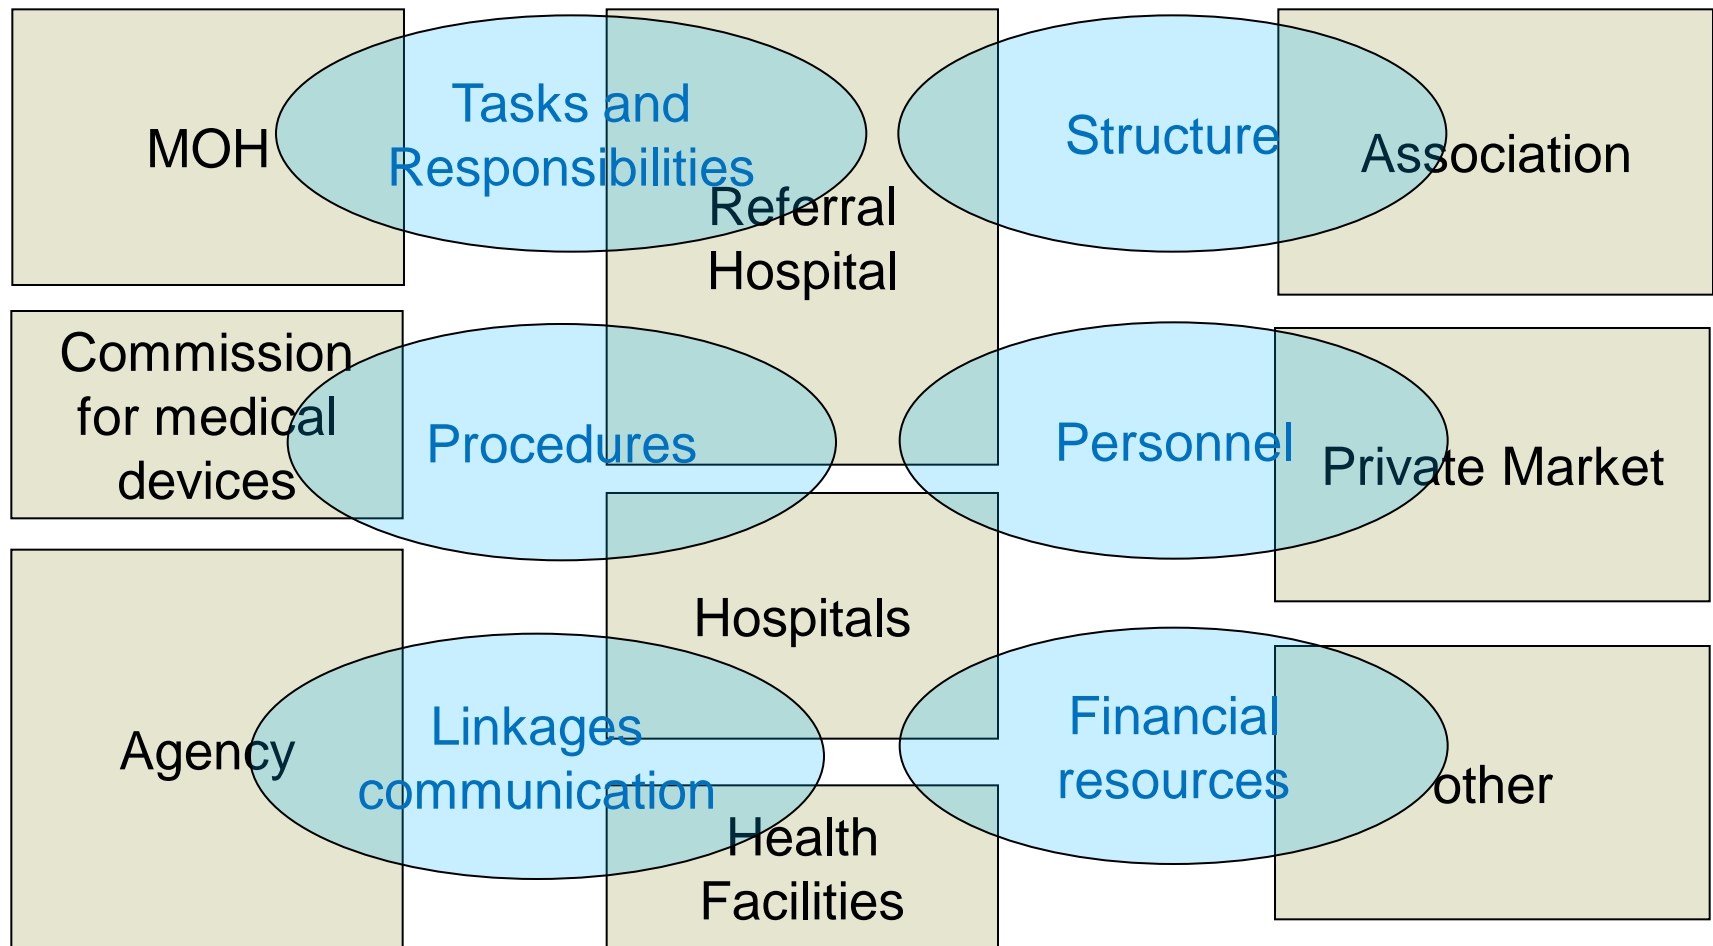 MOH
Tasks and
Responsibilities
Referral
Hospital
Structure
Association
Commission
for medical
devices
Procedures
Personnel
Private Market
Agency
Linkages
communication
Hospitals
Health
Facilities
Financial
resources
other